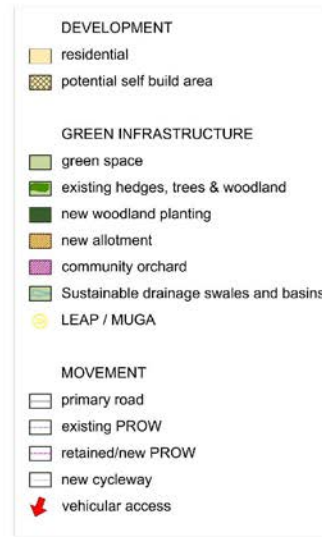 DEVELOPMENT
residential
potential self build area
GREEN INFRASTRUCTURE
green space
existing hedges, trees & woodland
new woodland planting
new allotment
community orchard
Sustainable drainage swales and basins
LEAP / MUGA
MOVEMENT
primary road
existing PROW
retained/new PROW
new cycleway
vehicular access